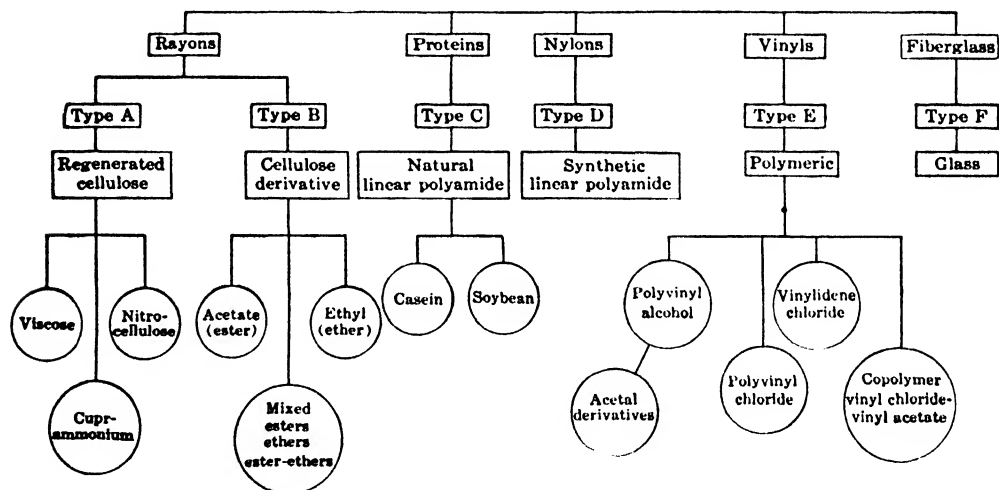 Rayons
Proteins
Nylons
Vinyls
Fiberglass
Type A
Type B
Type C
Type D
Type E
Type F
Regenerated
cellulose
Cellulose
derivative
Natural
linear polyamide
Synthetic
linear polyamide
Polymeric
Glass
Viscose
Nitro-
cellulose
Acetate
(ester)
Ethyl
(ether)
Casein
Soybean
Polyvinyl
alcohol
Vinylidene
chloride
Cupr-
ammonium
Mixed
esters
ethers
ester-ethers
Acetal
derivatives
Polyvinyl
chloride
Copolymer
vinyl chloride-
vinyl acetate